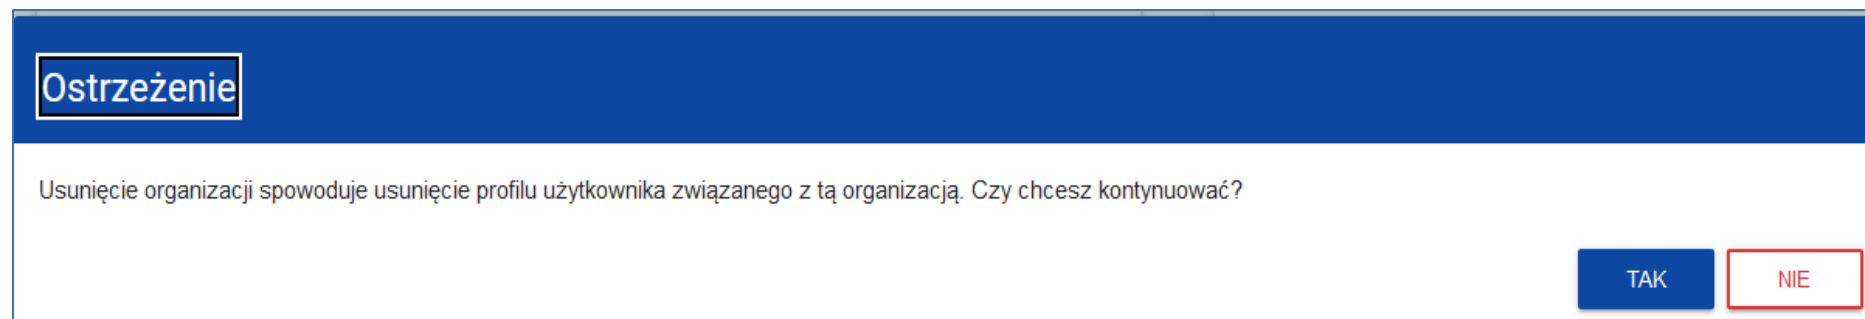 Ostrzeżenie
Usunięcie organizacji spowoduje usunięcie profilu użytkownika związanego z tą organizacją. Czy chcesz kontynuować?
TAK
NIE